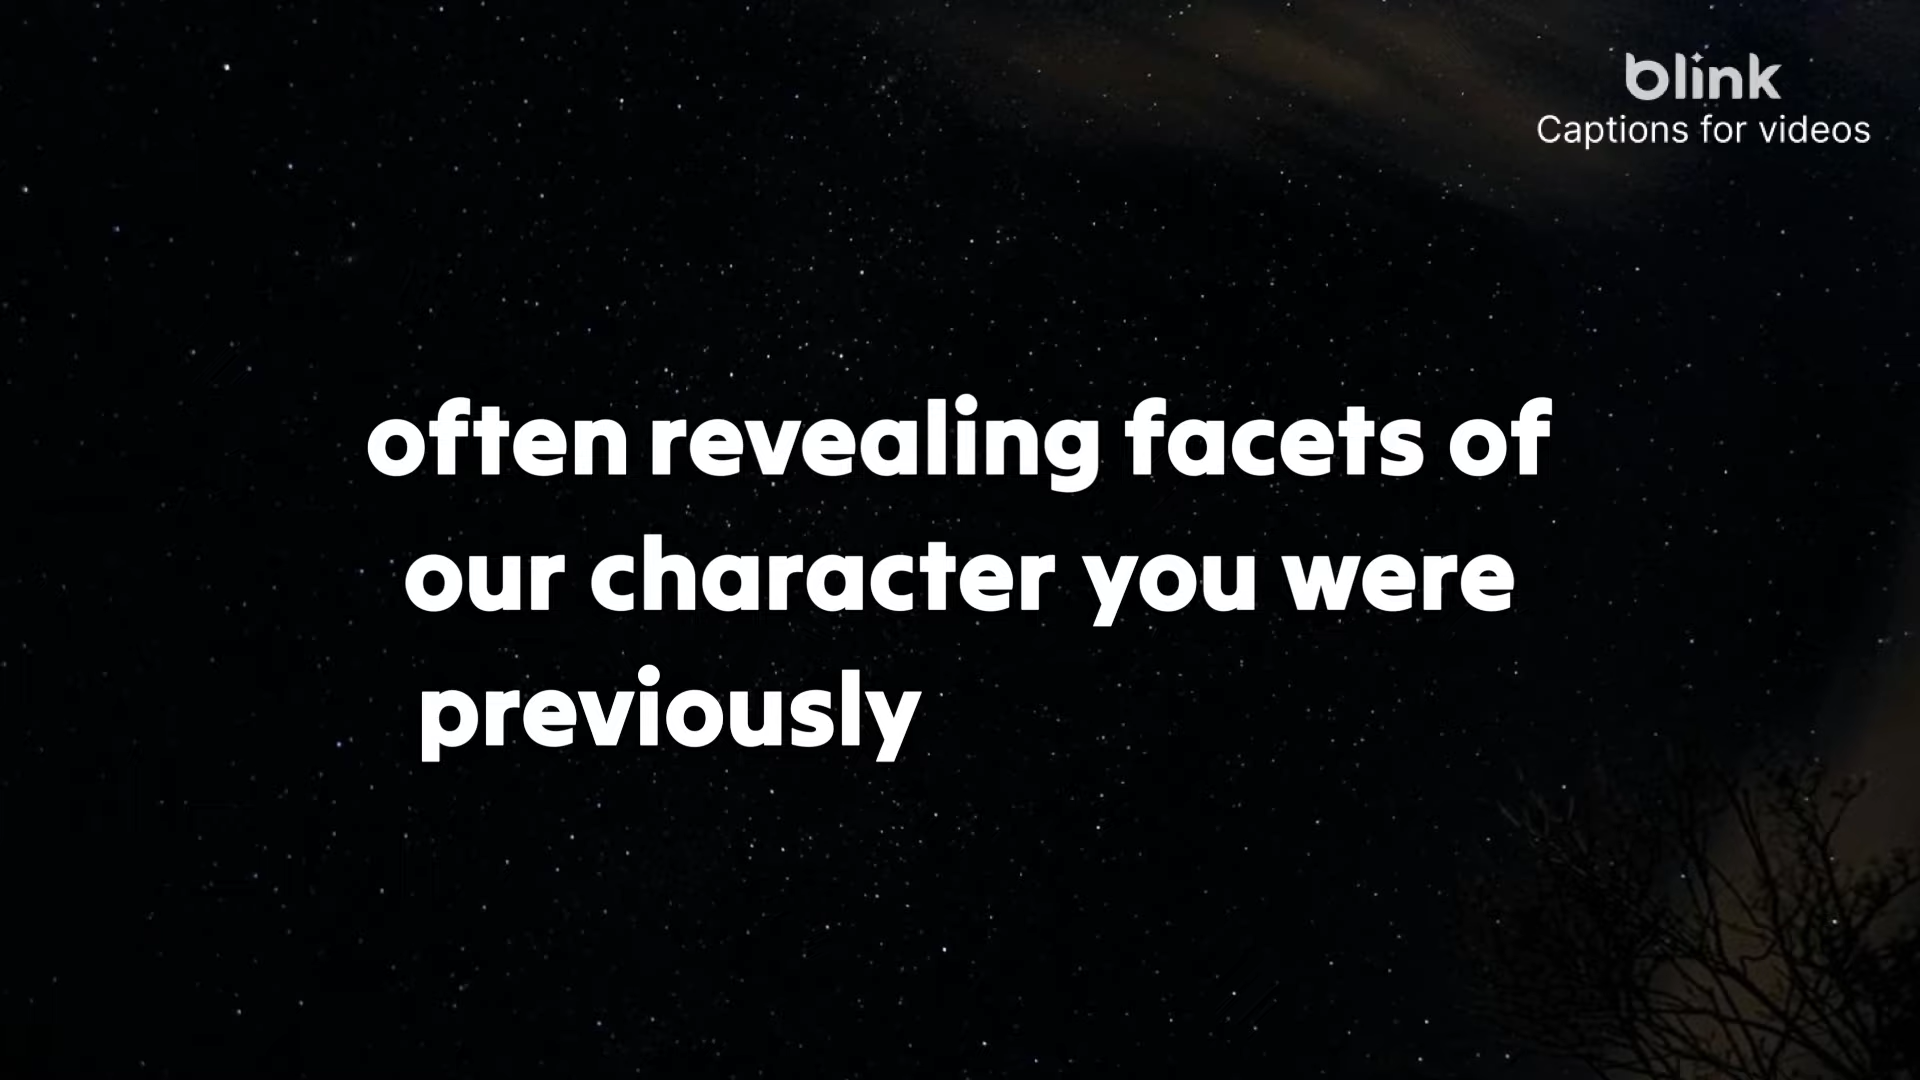 blink
Captions for videos
often revealing facets of
our character you were
previously